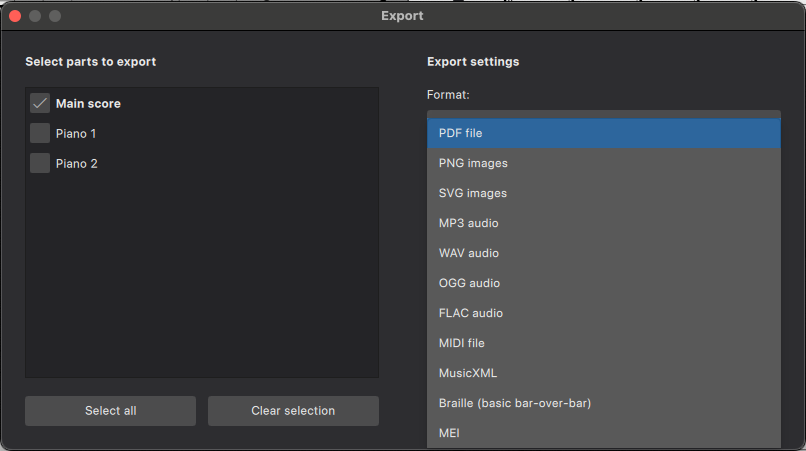 Export
Select parts to export
Main score
Piano 1
Piano 2
Select all
Clear selection
Export settings
Format:
PDF file
PNG images
SVG images
MP3 audio
WAV audio
OGG audio
FLAC audio
MIDI file
MusicXML
Braille (basic bar-over-bar)
MEI